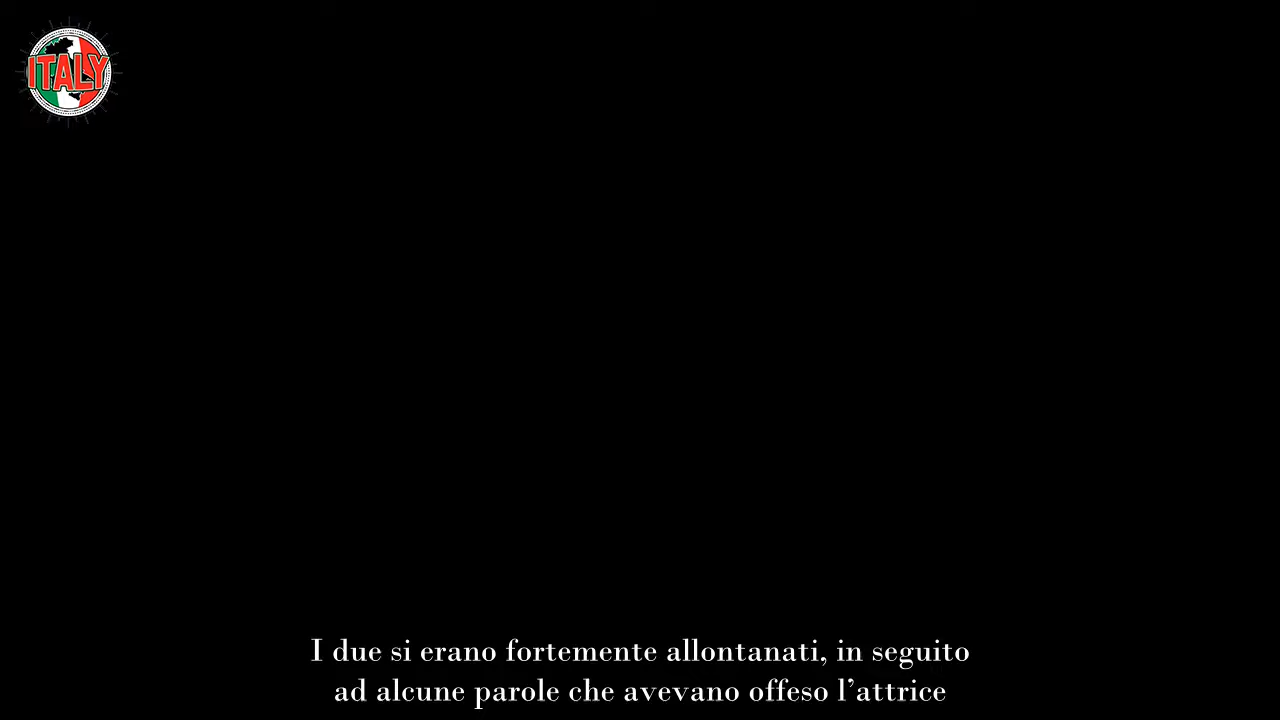 ITALY
I due si erano fortemente allontanati, in seguito
ad alcune parole che avevano offeso l’attrice